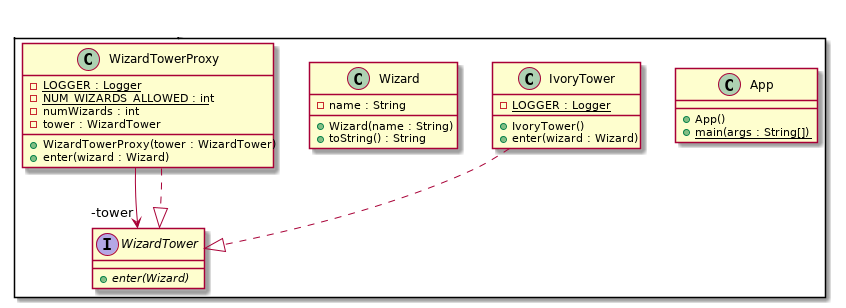 C WizardTowerProxy
LOGGER : Logger
NUM_WIZARDS_ALLOWED : int
numWizards : int
tower : WizardTower
WizardTowerProxy(tower : WizardTower)
enter(wizard : Wizard)
C Wizard
name : String
Wizard(name : String)
toString() : String
C IvoryTower
LOGGER : Logger
IvoryTower()
enter(wizard : Wizard)
C App
App()
main(args : String[])
-tower
I WizardTower
enter(Wizard)